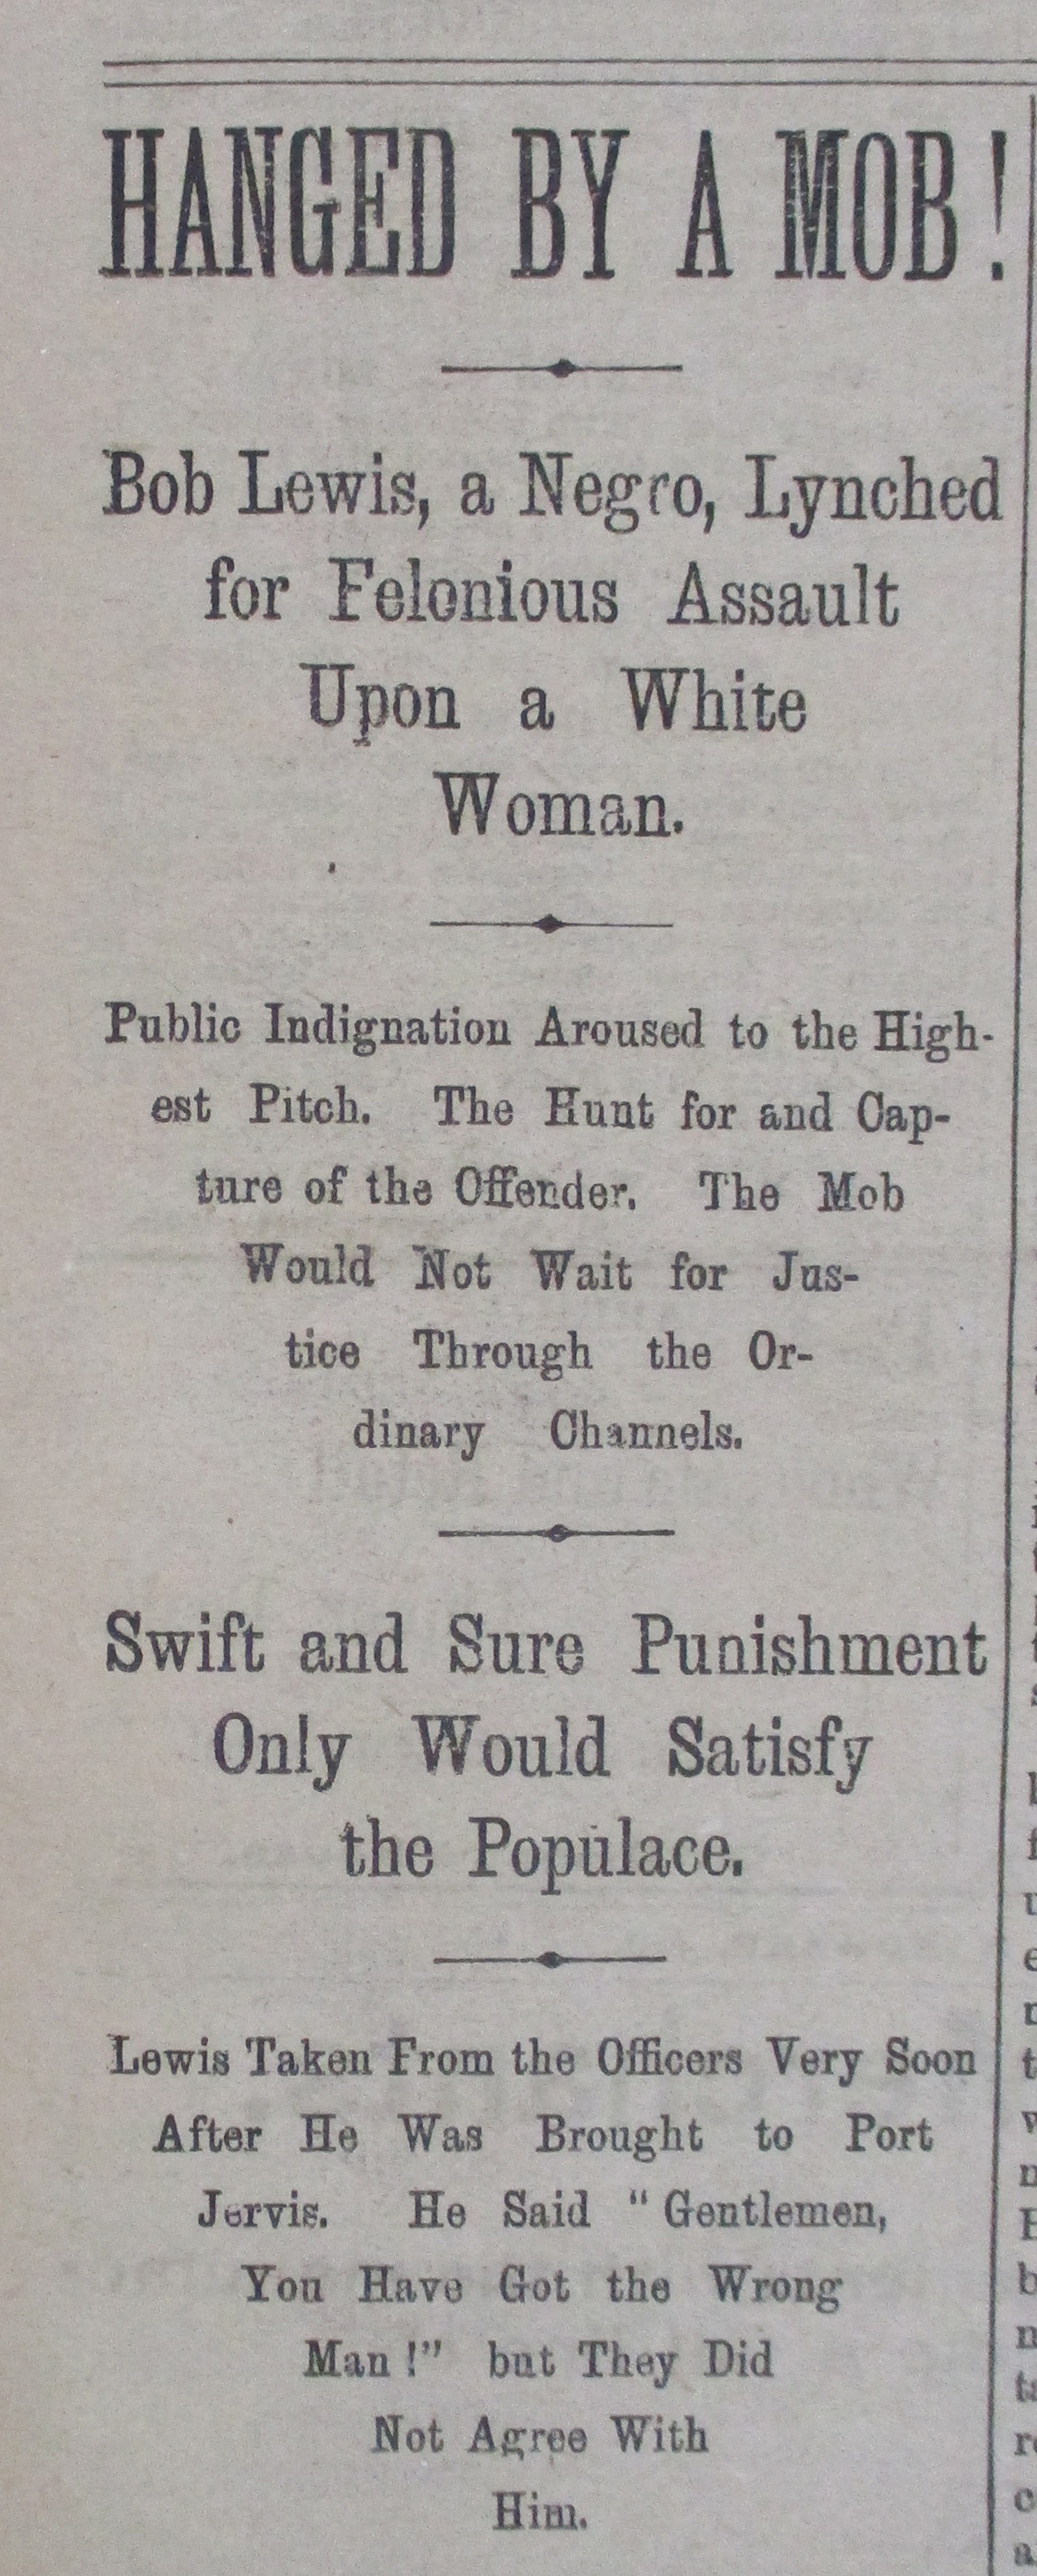 HANGED BY A MOB!
Bob Lewis, a Negro, Lynched
for Felonious Assault
Upon a White
Woman.
Public Indignation Aroused to the High-
est Pitch. The Hunt for and Cap-
ture of the Offender. The Mob
Would Not Wait for Jus-
tice Through the Or-
dinary Channels.
Swift and Sure Punishment
Only Would Satisfy
the Populace.
Lewis Taken From the Officers Very Soon
After He Was Brought to Port
Jervis. He Said "Gentlemen,
You Have Got the Wrong
Man!" but They Did
Not Agree With
Him.